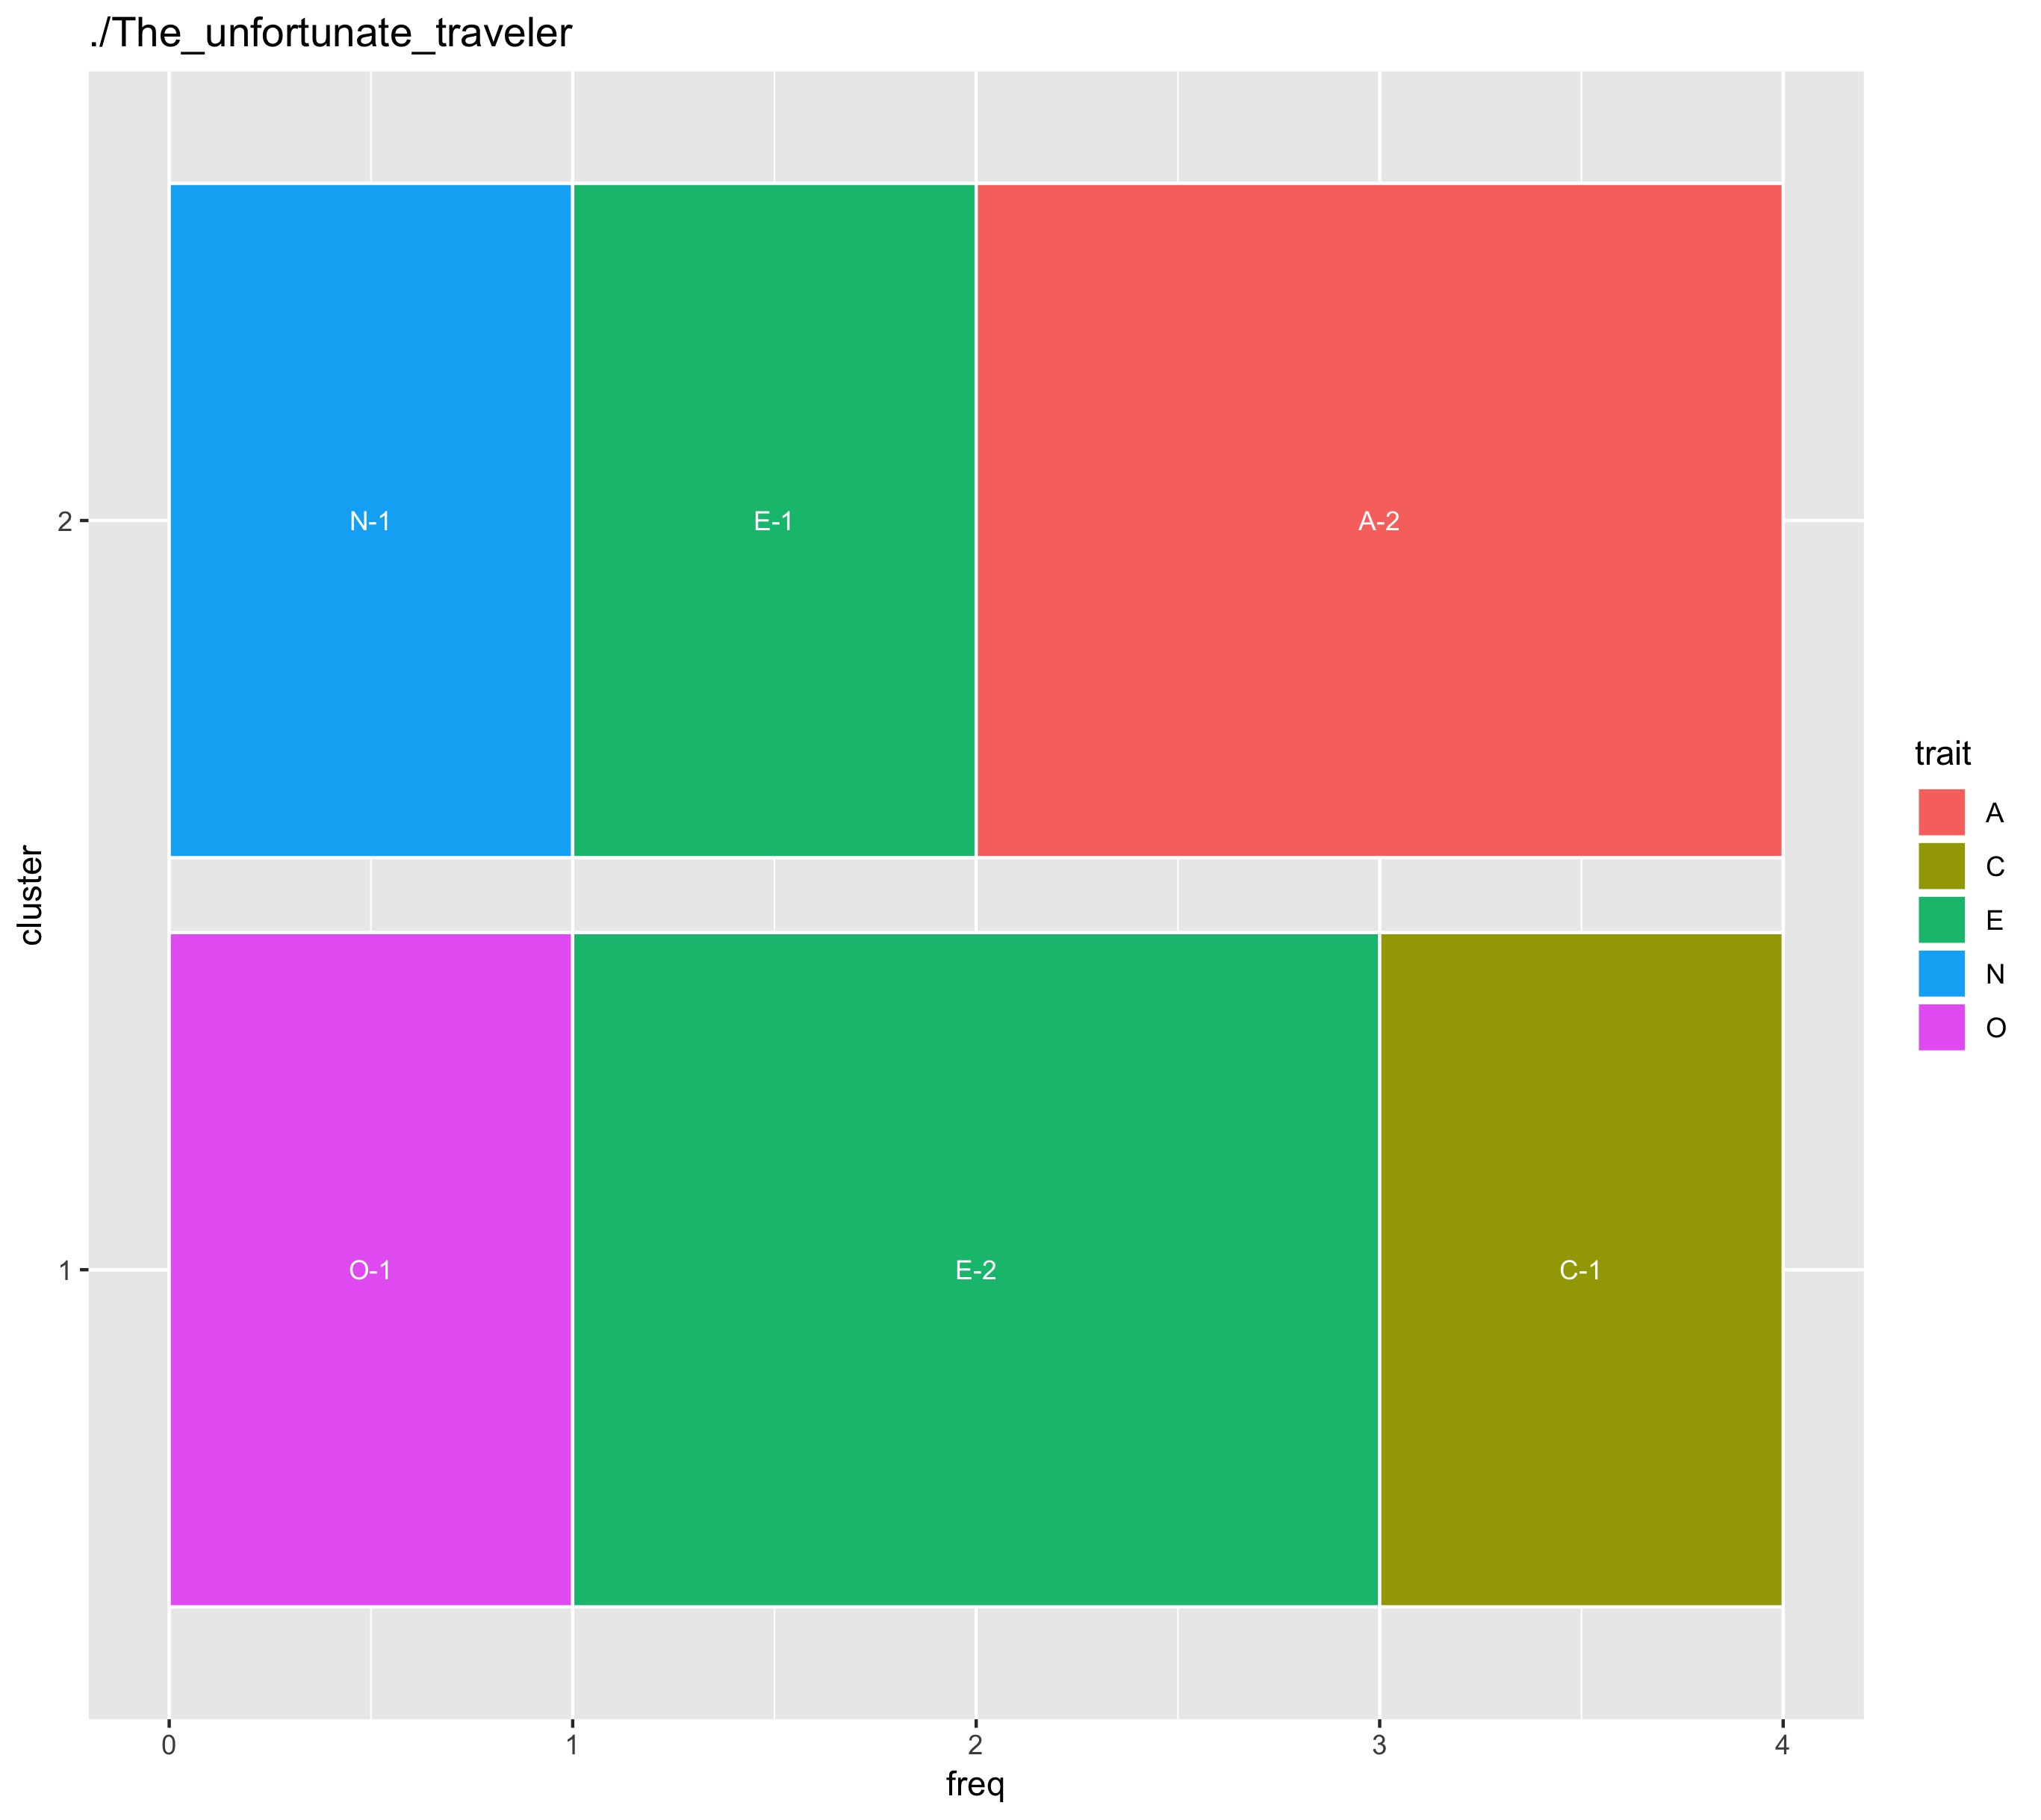 ./The_unfortunate_traveler
2
N-1
E-1
A-2
cluster
1
O-1
E-2
C-1
0
1
2
3
4
freq
trait
A
C
E
N
O